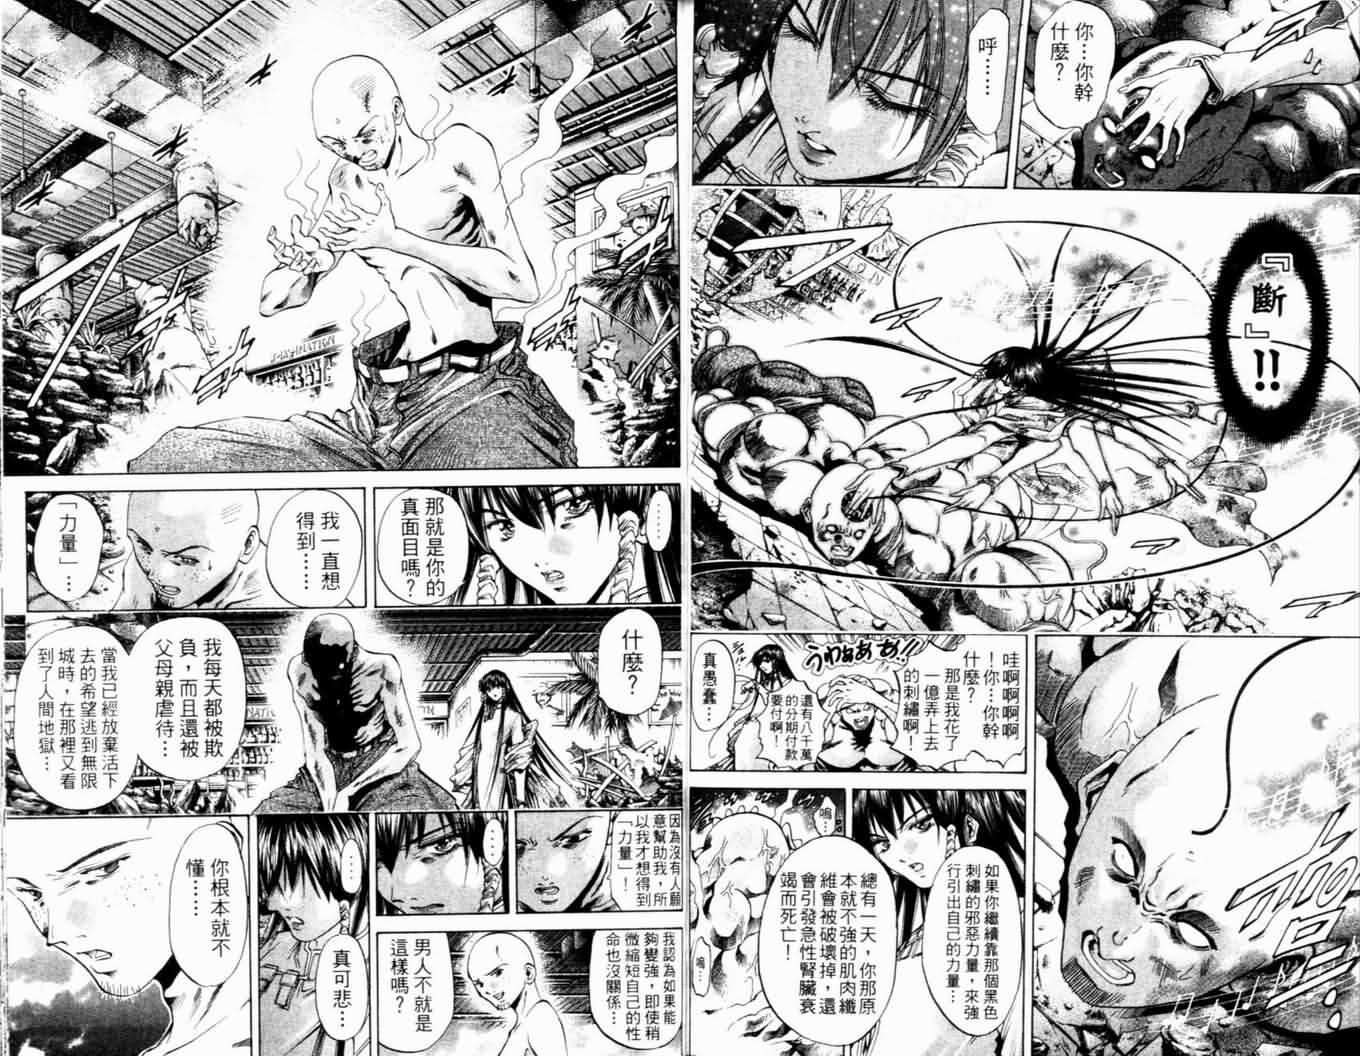 你…你幹
什麼？
呼……
『斷』!!
哇啊啊啊啊
！你…你幹
什麼？
那是我花了
一億弄上去
的刺繡啊！
うわぁあぁ!!
還有八千萬
的分期付款
要付啊！
真愚蠢…
如果你繼續靠那個黑色
刺繡的邪惡力量，來強
行引出自己的力量…
總有一天，你那原
本就不強的肌肉纖
維會被破壞掉，還
會引發急性腎臟衰
竭而死亡！
嗚…
嗚…
IMAGINATION
……
那就是你的
真面目嗎？
我一直想
得到……
「力量」…
什麼？
我每天都被欺
負，而且還被
父母親虐待…
當我已經放棄活下
去的希望逃到無限
城時，在那裡又看
到了人間地獄…
因為沒有人願
意幫助我，所
以我才想得到
「力量」！
…
…
我認為如果能
夠變強，即使稍
微縮短自己的性
命也沒關係…
男人不就是
這樣嗎？
真可悲…
你根本就不
懂……